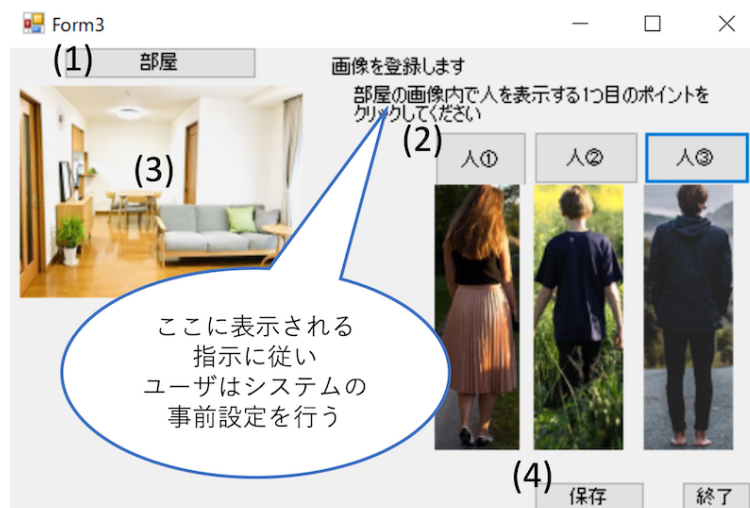 Form3
(1) 部屋
画像を登録します
部屋の画像内で人を表示する1つ目のポイントを
クリックしてください
(2) 人① 人② 人③
(3)
ここに表示される
指示に従い
ユーザはシステムの
事前設定を行う
(4) 保存 終了